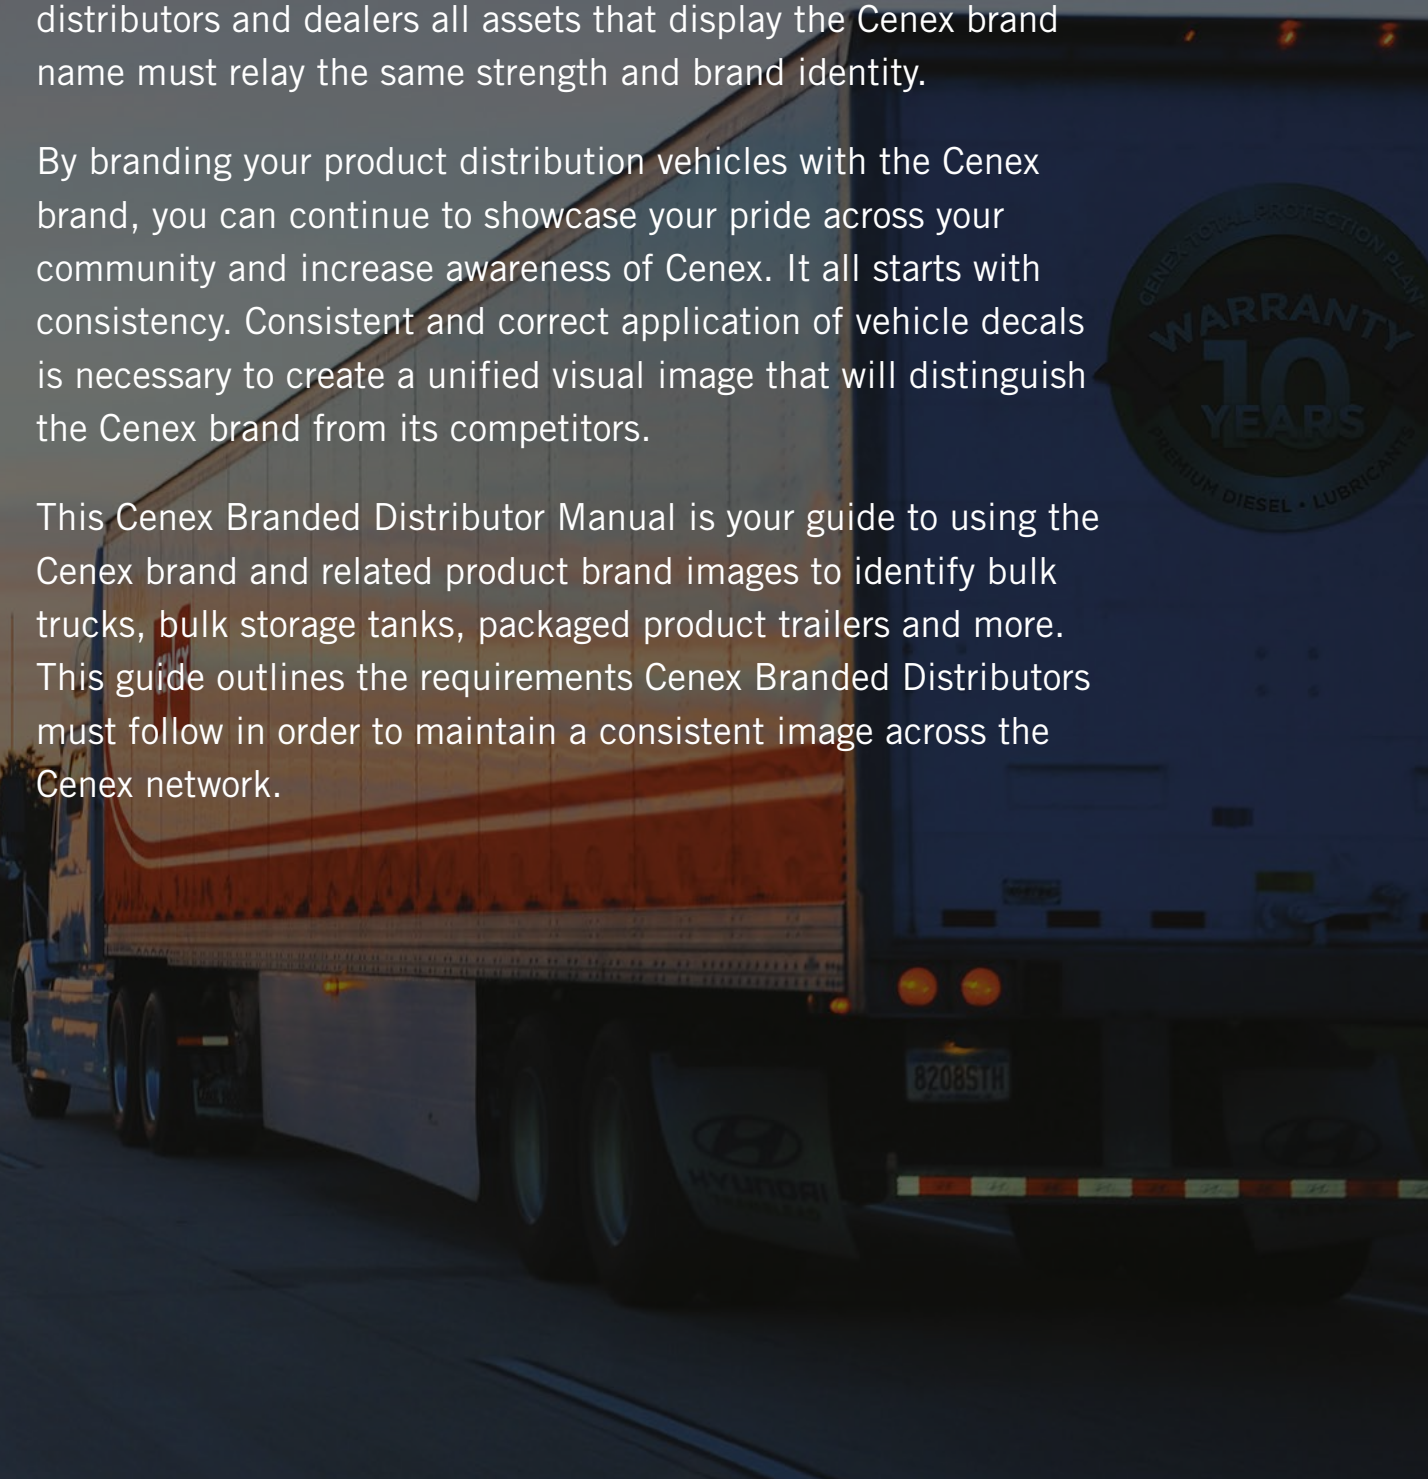 distributors and dealers all assets that display the Cenex brand
name must relay the same strength and brand identity.
By branding your product distribution vehicles with the Cenex
brand, you can continue to showcase your pride across your
community and increase awareness of Cenex. It all starts with
consistency. Consistent and correct application of vehicle decals
is necessary to create a unified visual image that will distinguish
the Cenex brand from its competitors.
This Cenex Branded Distributor Manual is your guide to using the
Cenex brand and related product brand images to identify bulk
trucks, bulk storage tanks, packaged product trailers and more.
This guide outlines the requirements Cenex Branded Distributors
must follow in order to maintain a consistent image across the
Cenex network.
CENEX TOTAL PROTECTION PLAN
WARRANTY
10
YEARS
PREMIUM DIESEL • LUBRICANTS
CENEX
8208STH
HYUNDAI